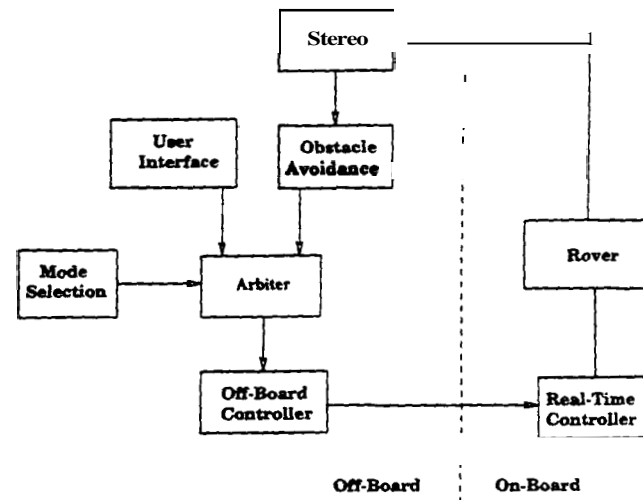 Stereo
User
Interface
Obstacle
Avoidance
Mode
Selection
Arbiter
Rover
Off-Board
Controller
Real-Time
Controller
Off-Board
On-Board